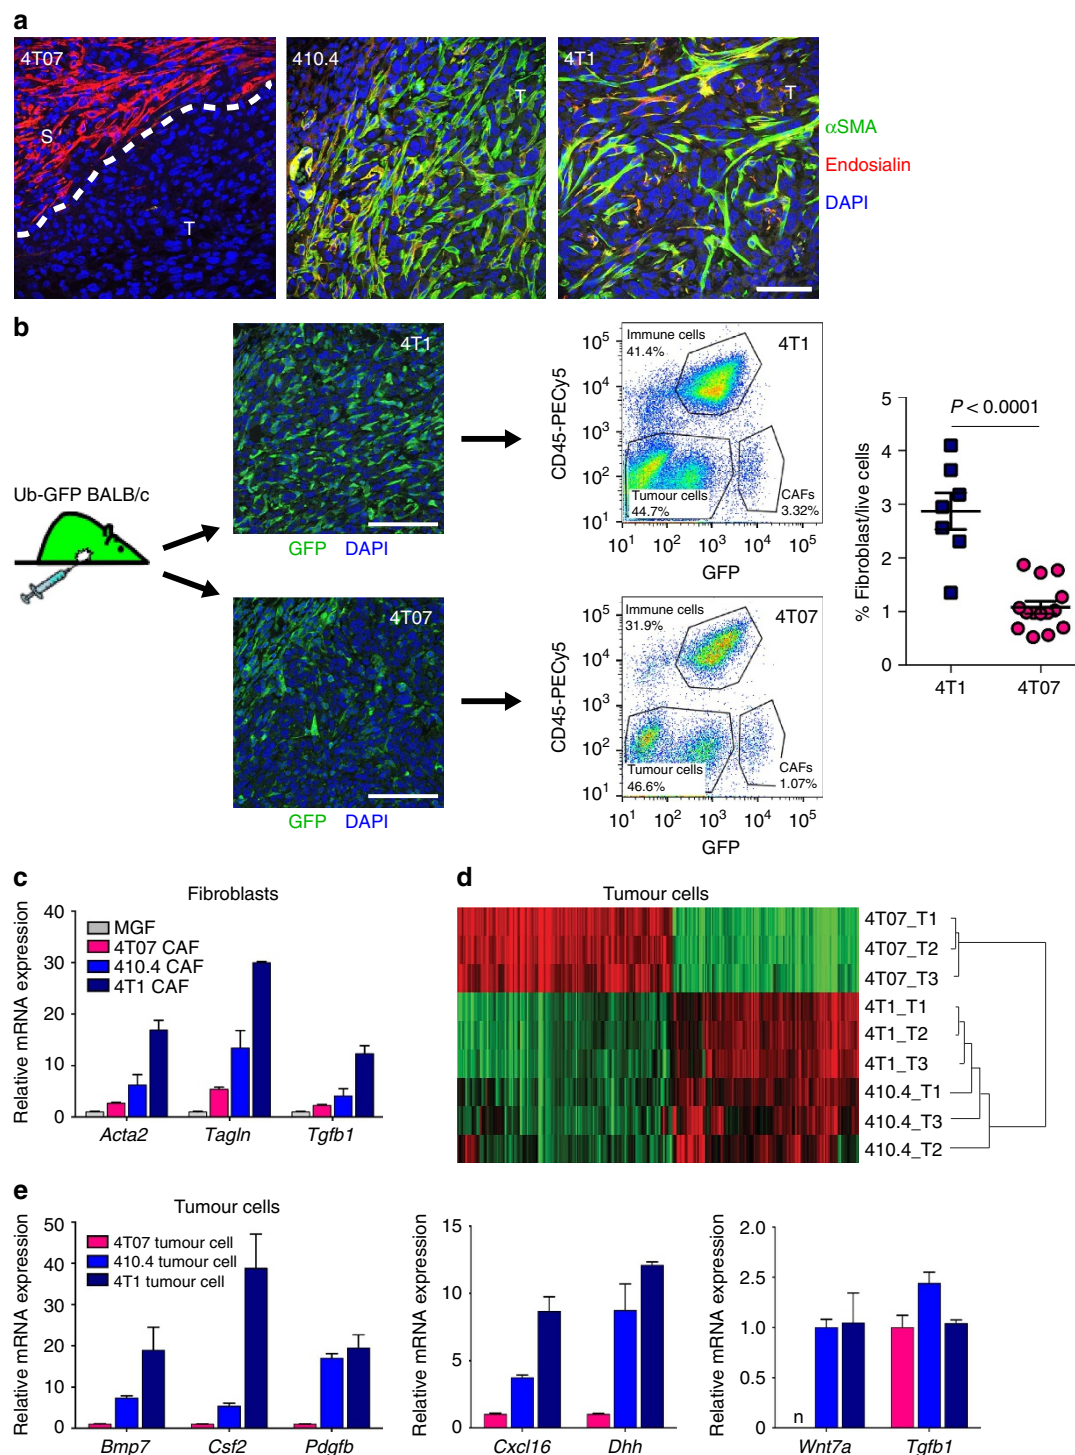 a
4T07
S
T
410.4
T
4T1
T
αSMA
Endosialin
DAPI
b
Ub-GFP BALB/c
4T1
GFP DAPI
4T07
GFP DAPI
CD45-PECy5
10⁵
10⁴
10³
10²
10¹
Immune cells
41.4%
4T1
Tumour cells
44.7%
CAFs
3.32%
10¹ 10² 10³ 10⁴ 10⁵
GFP
CD45-PECy5
10⁵
10⁴
10³
10²
10¹
Immune cells
31.9%
4T07
Tumour cells
46.6%
CAFs
1.07%
10¹ 10² 10³ 10⁴ 10⁵
GFP
% Fibroblast/live cells
5
4
3
2
1
0
P < 0.0001
4T1 4T07
c
Fibroblasts
Relative mRNA expression
40
30
20
10
0
MGF
4T07 CAF
410.4 CAF
4T1 CAF
Acta2 Tagln Tgfb1
d
Tumour cells
4T07_T1
4T07_T2
4T07_T3
4T1_T1
4T1_T2
4T1_T3
410.4_T1
410.4_T3
410.4_T2
e
Tumour cells
Relative mRNA expression
50
40
30
20
10
0
4T07 tumour cell
410.4 tumour cell
4T1 tumour cell
Bmp7 Csf2 Pdgfb
Relative mRNA expression
15
10
5
0
Cxcl16 Dhh
Relative mRNA expression
2.0
2.5
1.0
0
n
Wnt7a Tgfb1